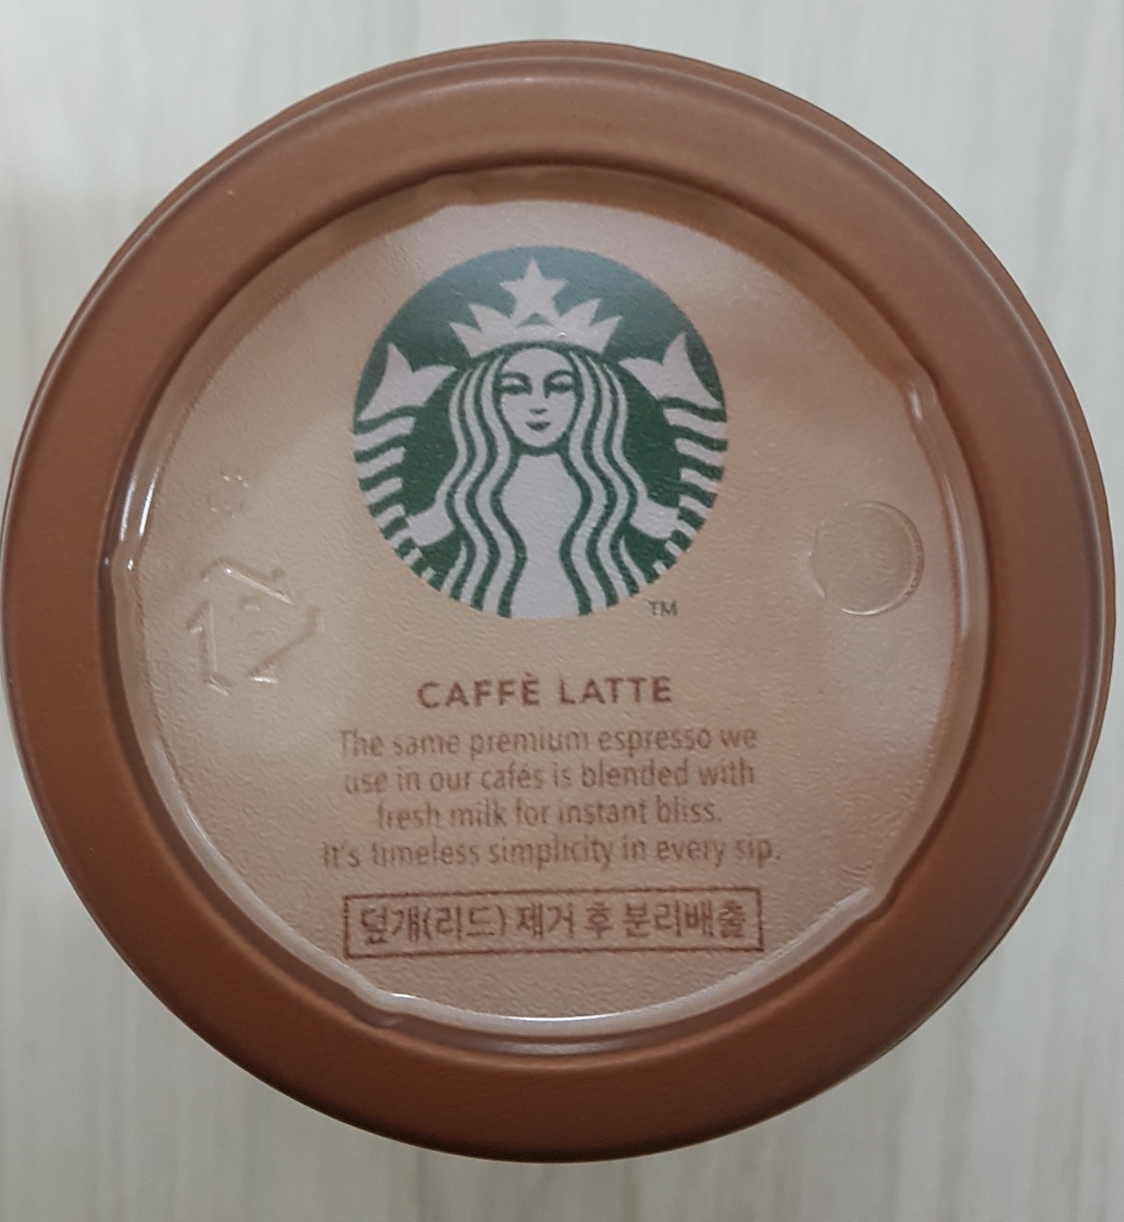 TM
CAFFÈ LATTE
The same premium espresso we
use in our cafés is blended with
fresh milk for instant bliss.
It's timeless simplicity in every sip.
덮개(리드) 제거 후 분리배출